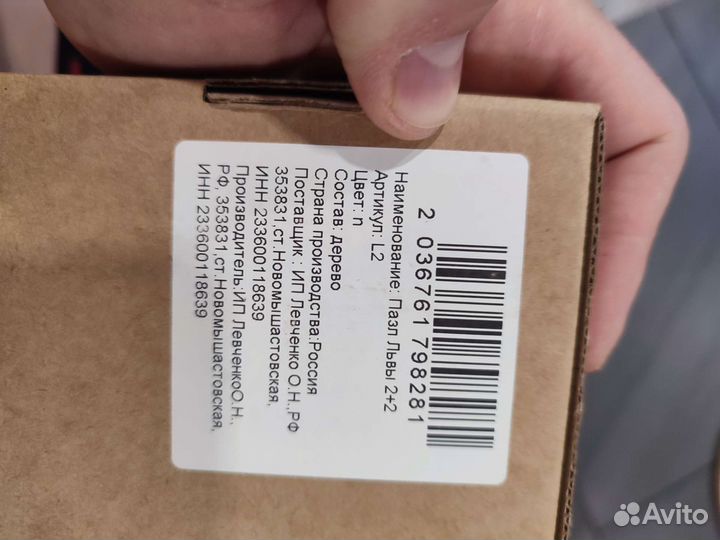 2 036761 798281
Наименование: Пазл Львы 2+2
Артикул: L2
Цвет: n
Состав: дерево
Страна производства:Россия
Поставщик : ИП Левченко О.Н.,РФ
353831,ст.Новомышастовская,
ИНН 233600118639
Производитель:ИП ЛевченкоО.Н.,
РФ, 353831,ст.Новомышастовская,
ИНН 233600118639
Avito